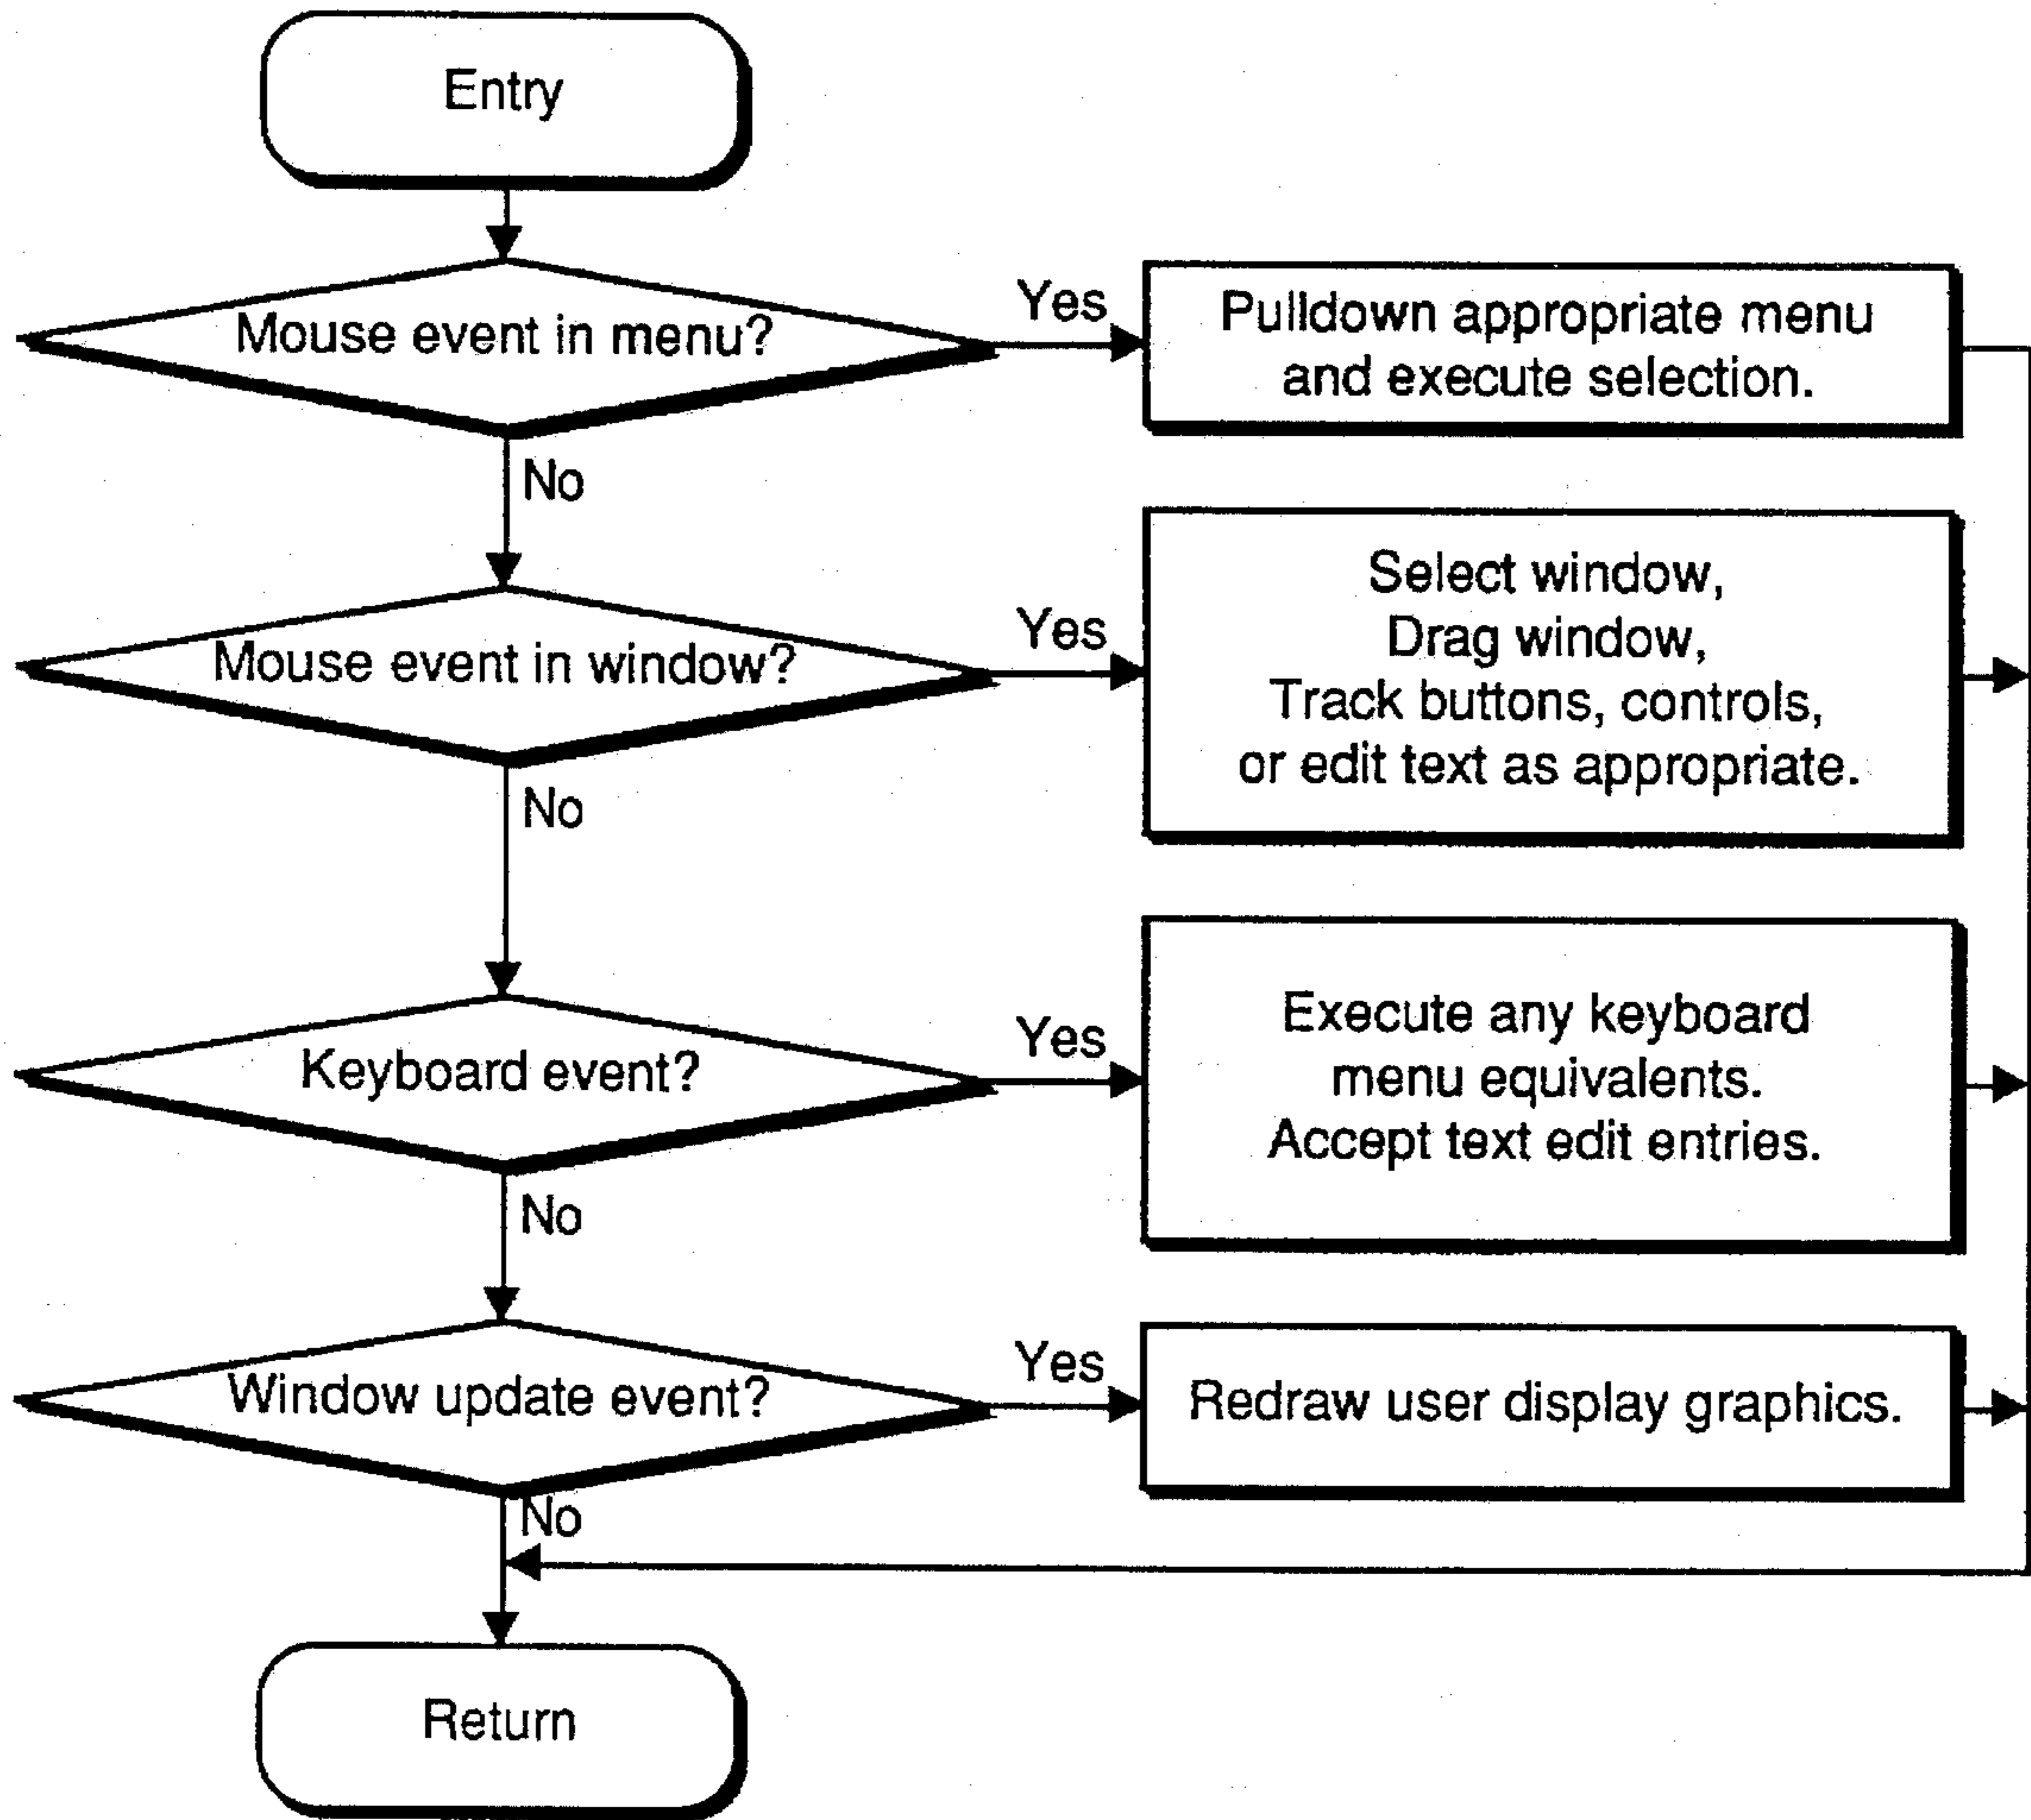 Entry
Mouse event in menu?
Yes
Pulldown appropriate menu
and execute selection.
No
Mouse event in window?
Yes
Select window,
Drag window,
Track buttons, controls,
or edit text as appropriate.
No
Keyboard event?
Yes
Execute any keyboard
menu equivalents.
Accept text edit entries.
No
Window update event?
Yes
Redraw user display graphics.
No
Return